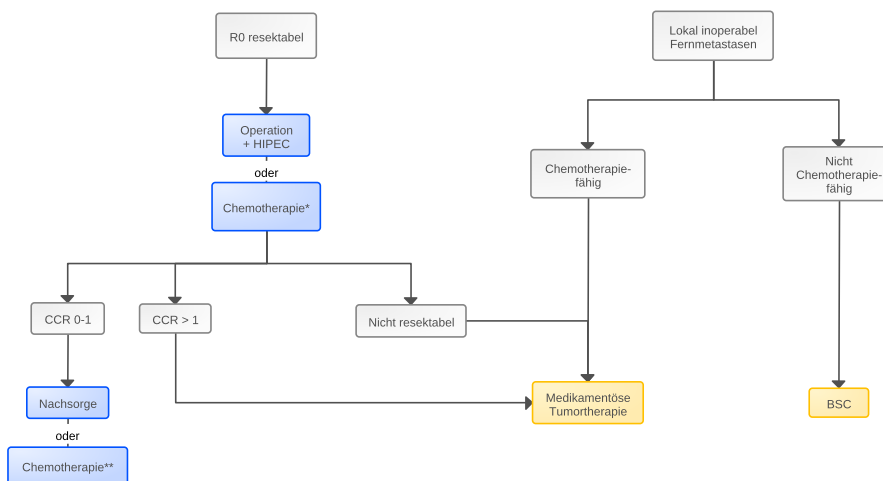 R0 resektabel
Lokal inoperabel
Fernmetastasen
Operation
+ HIPEC
oder
Chemotherapie*
Chemotherapie-
fähig
Nicht
Chemotherapie-
fähig
CCR 0-1
CCR > 1
Nicht resektabel
Nachsorge
oder
Chemotherapie**
Medikamentöse
Tumortherapie
BSC